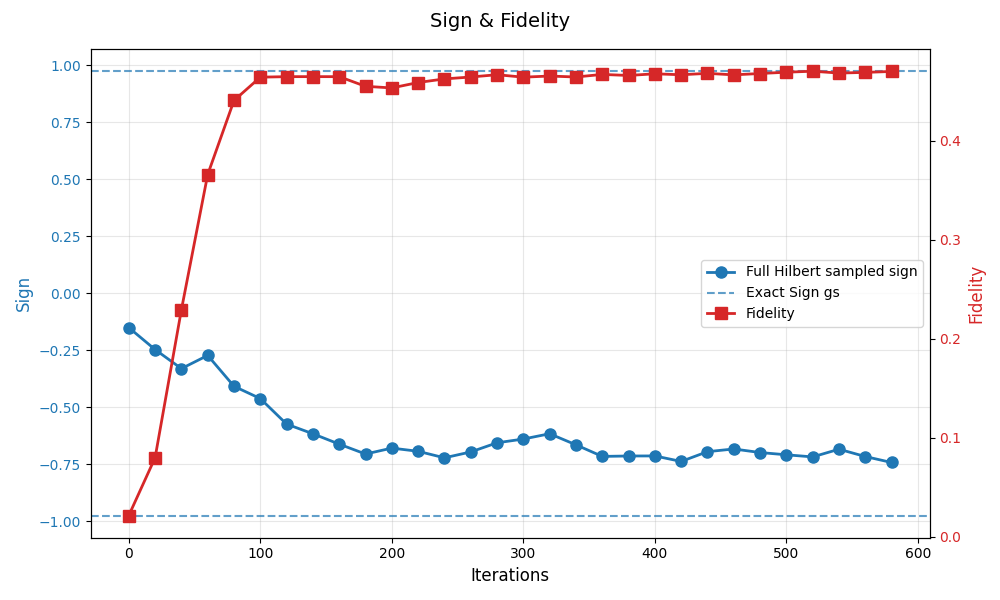 Sign & Fidelity
1.00
0.75
0.50
0.25
0.00
−0.25
−0.50
−0.75
−1.00
Sign
0.4
0.3
0.2
0.1
0.0
Fidelity
Full Hilbert sampled sign
Exact Sign gs
Fidelity
0 100 200 300 400 500 600
Iterations